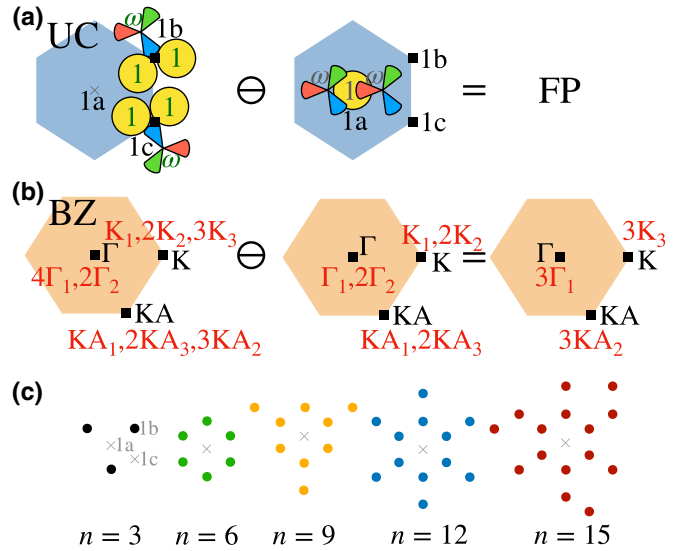 (a)
UC
ω 1b
1 1
1a
1 1
1c
ω
⊖
ω 1 ω
1a
1b
1c
= FP
(b)
BZ
K₁,2K₂,3K₃
Γ
K
4Γ₁,2Γ₂
KA
KA₁,2KA₃,3KA₂
⊖
K₁,2K₂
Γ
K
Γ₁,2Γ₂
KA
KA₁,2KA₃
=
3K₃
Γ
K
3Γ₁
KA
3KA₂
(c)
1b
1a
1c
n = 3 n = 6 n = 9 n = 12 n = 15